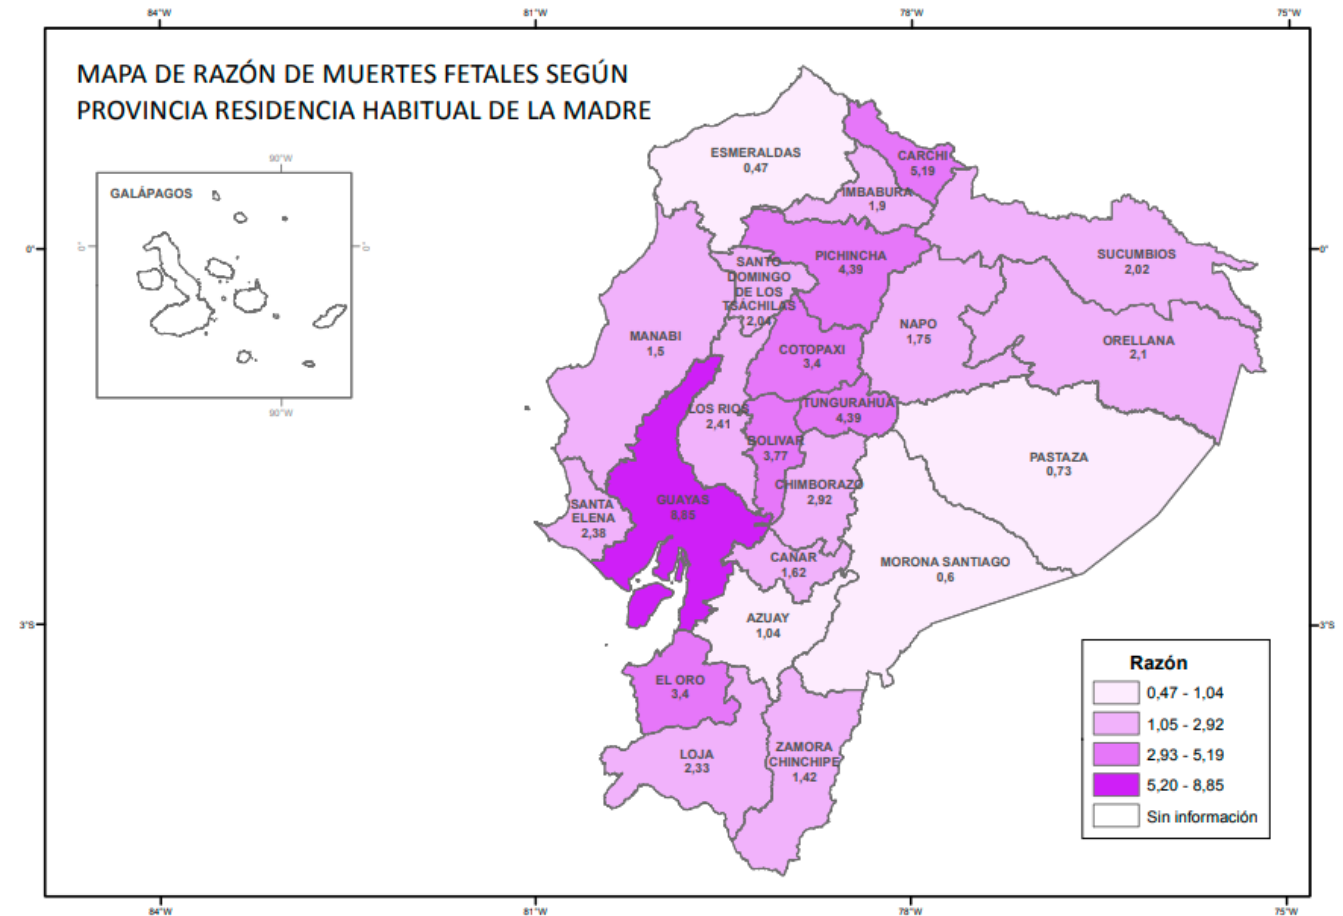 84°W
81°W
78°W
75°W
MAPA DE RAZÓN DE MUERTES FETALES SEGÚN
PROVINCIA RESIDENCIA HABITUAL DE LA MADRE
90°W
GALÁPAGOS
0°
0°
90°W
0°
0°
3°S
3°S
ESMERALDAS
0,47
CARCHI
5,19
IMBABURA
1,9
SUCUMBIOS
2,02
PICHINCHA
4,39
SANTO
DOMINGO
DE LOS
TSÁCHILAS
2,04
NAPO
1,75
ORELLANA
2,1
MANABI
1,5
COTOPAXI
3,4
LOS RIOS
2,41
TUNGURAHUA
4,39
BOLIVAR
3,77
PASTAZA
0,73
CHIMBORAZO
2,92
GUAYAS
8,85
SANTA
ELENA
2,38
CAÑAR
1,62
MORONA SANTIAGO
0,6
AZUAY
1,04
EL ORO
3,4
LOJA
2,33
ZAMORA
CHINCHIPE
1,42
Razón
0,47 - 1,04
1,05 - 2,92
2,93 - 5,19
5,20 - 8,85
Sin información
84°W
81°W
78°W
75°W